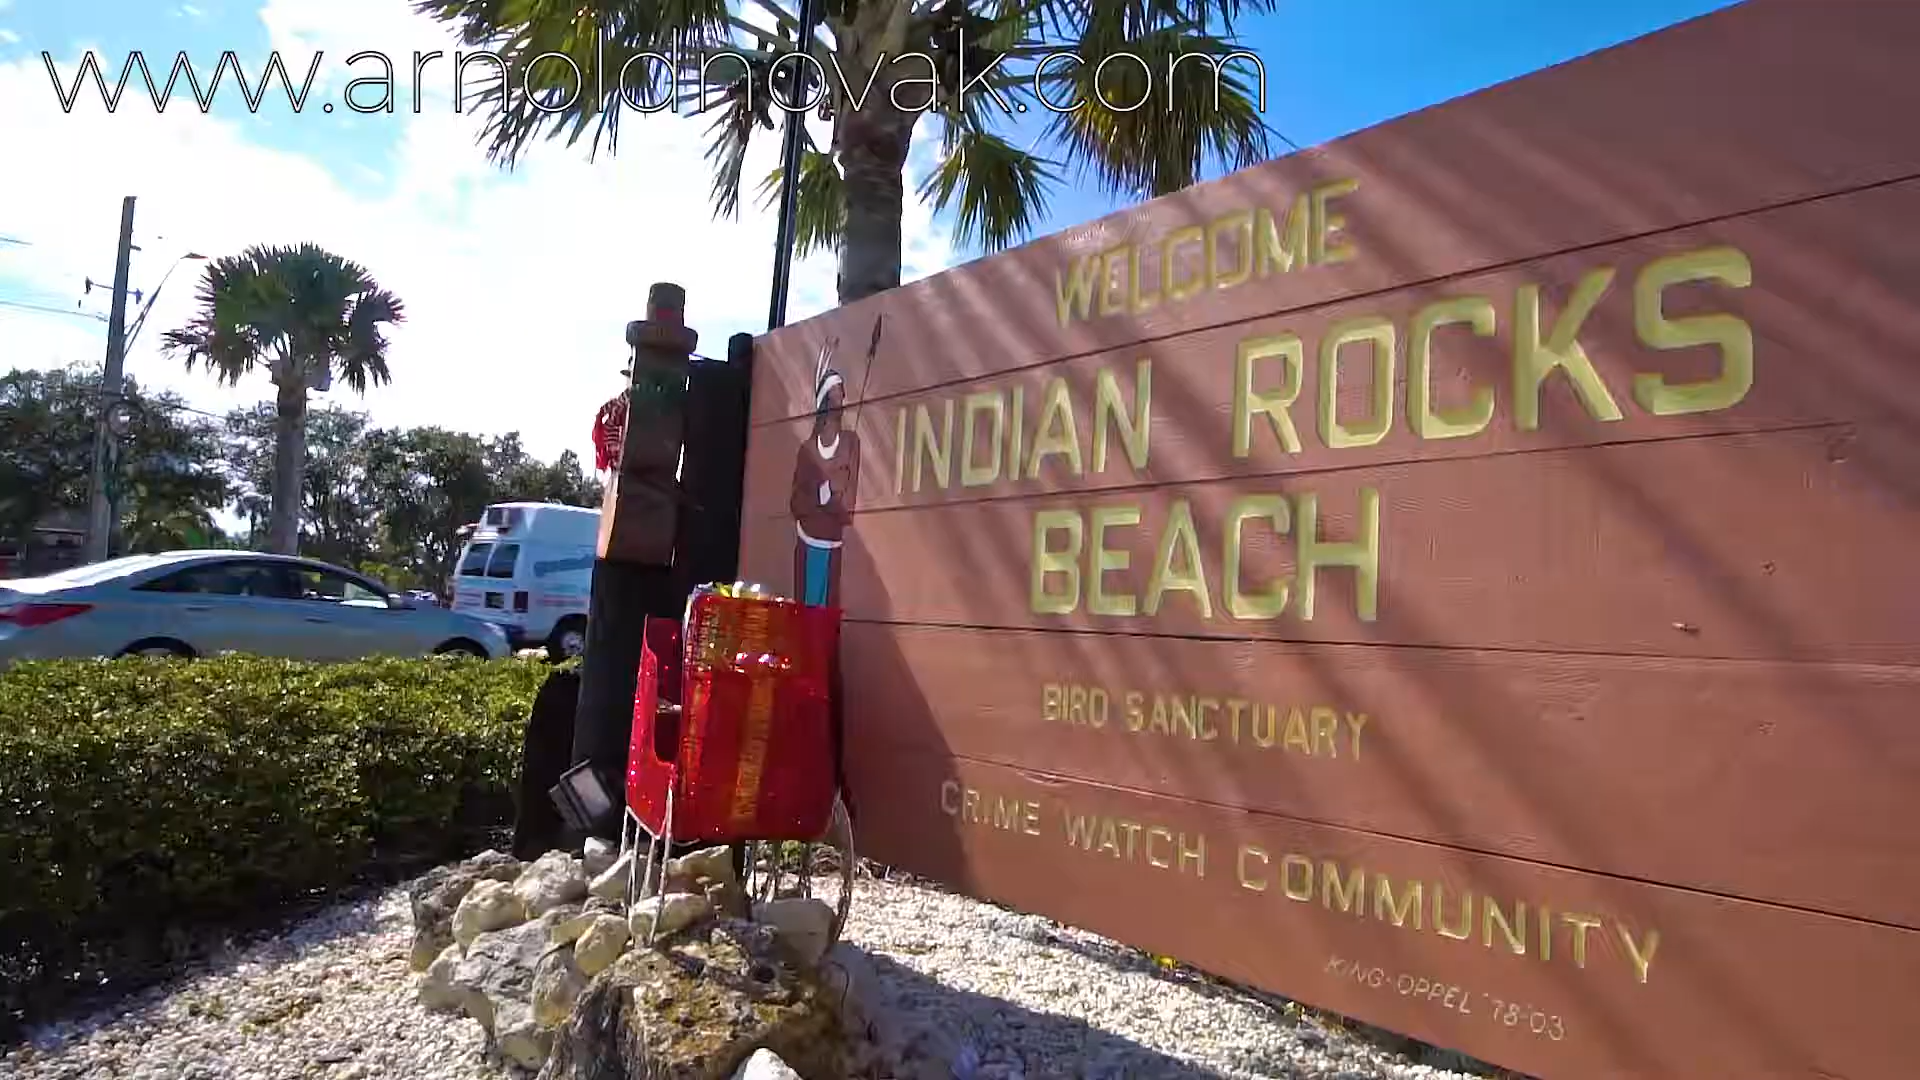 www.arnoldnovak.com
WELCOME
INDIAN ROCKS
BEACH
BIRD SANCTUARY
CRIME WATCH COMMUNITY
KING-OPPEL '78-'03